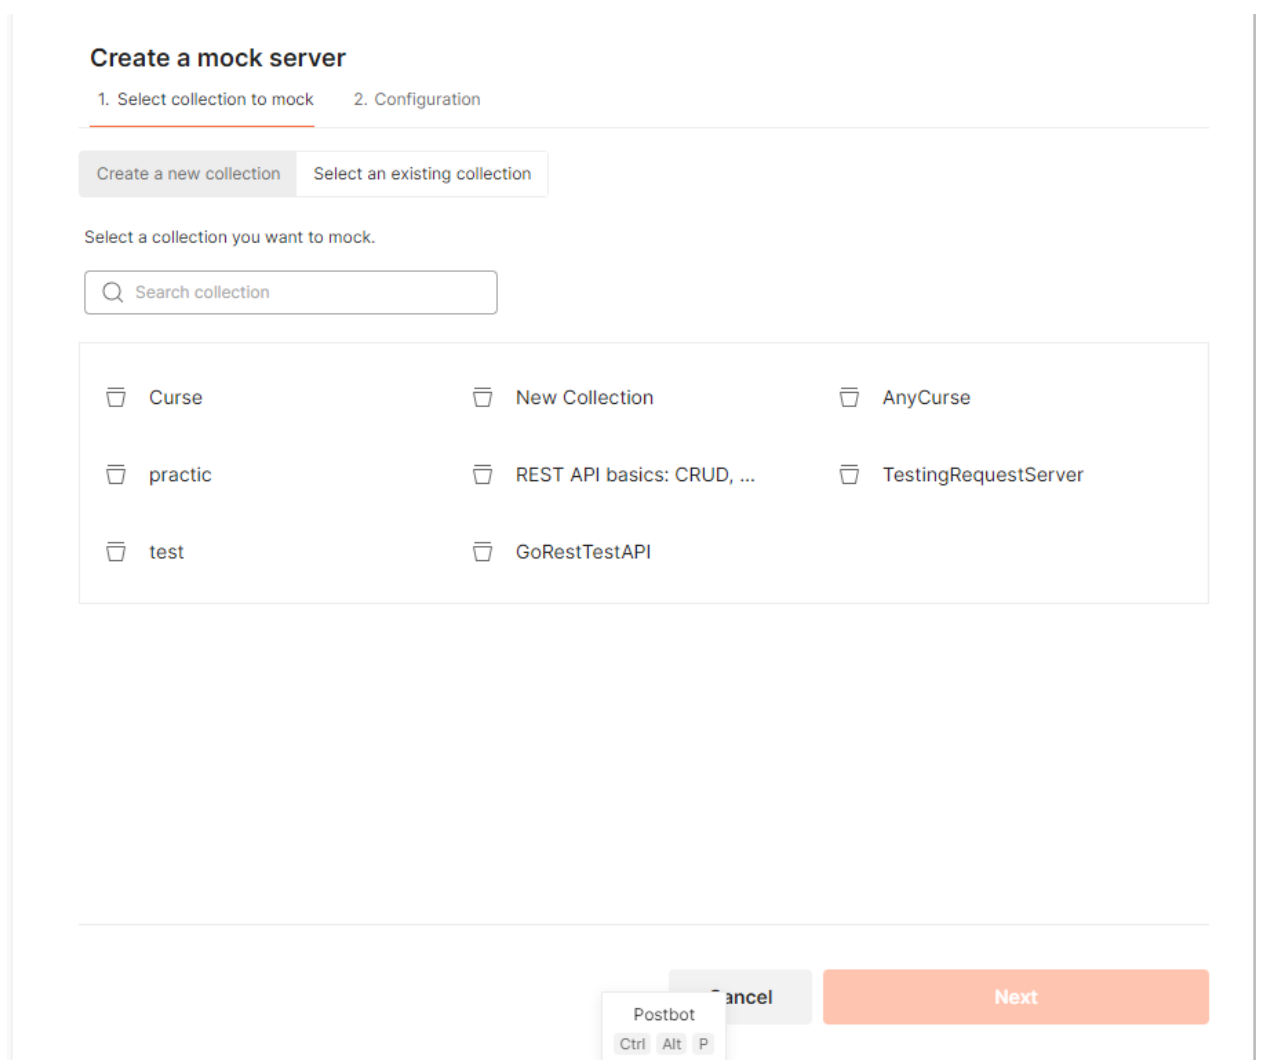 Create a mock server
1. Select collection to mock
2. Configuration
Create a new collection
Select an existing collection
Select a collection you want to mock.
Search collection
Curse
New Collection
AnyCurse
practic
REST API basics: CRUD, ...
TestingRequestServer
test
GoRestTestAPI
ancel
Next
Postbot
Ctrl Alt P